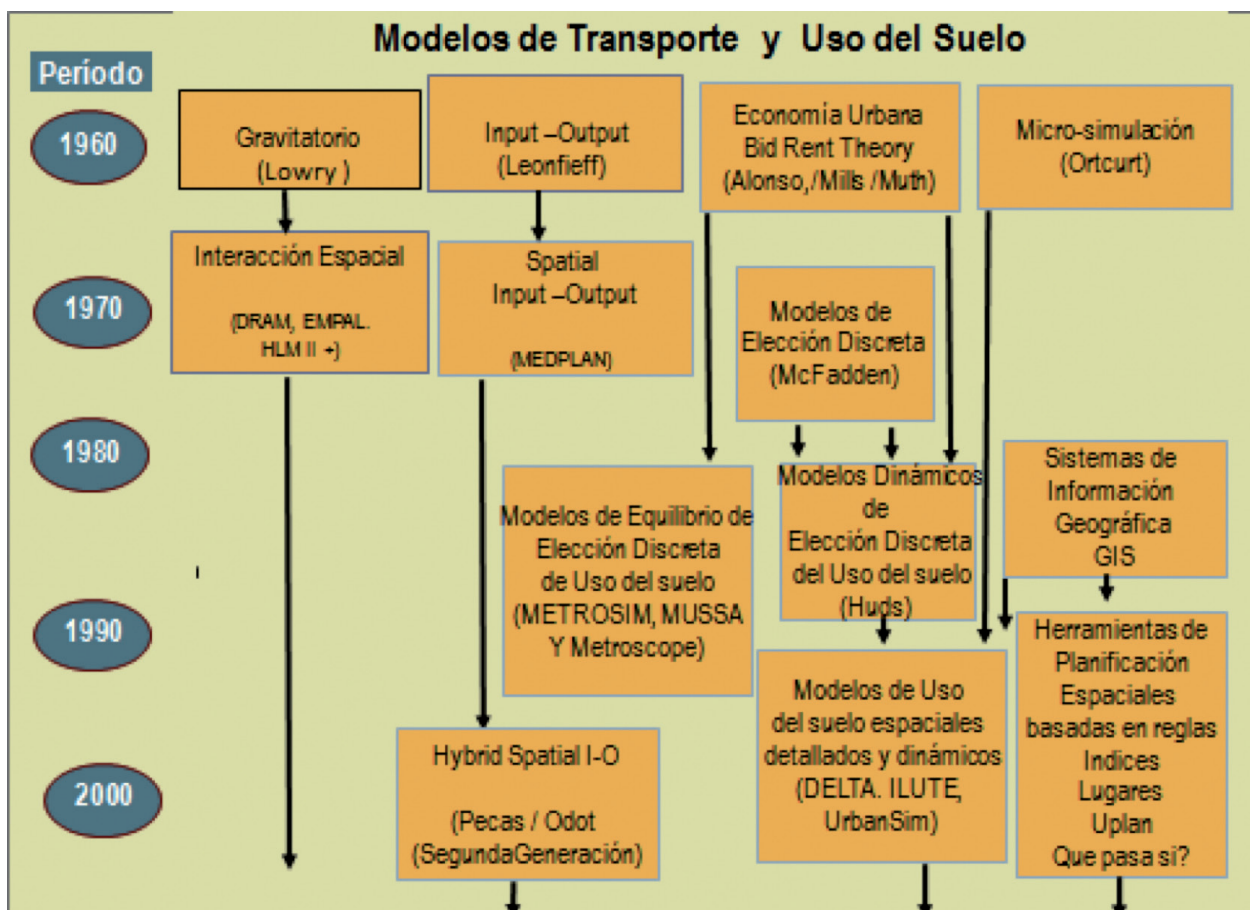 Modelos de Transporte y Uso del Suelo
Período
1960
Gravitatorio
(Lowry )
Input –Output
(Leonfieff)
Economía Urbana
Bid Rent Theory
(Alonso,/Mills /Muth)
Micro-simulación
(Ortcurt)
1970
Interacción Espacial
(DRAM, EMPAL.
HLM II +)
Spatial
Input –Output
(MEDPLAN)
Modelos de
Elección Discreta
(McFadden)
1980
Modelos de Equilibrio de
Elección Discreta
de Uso del suelo
(METROSIM, MUSSA
Y Metroscope)
Modelos Dinámicos
de
Elección Discreta
del Uso del suelo
(Huds)
Sistemas de
Información
Geográfica
GIS
1990
Herramientas de
Planificación
Espaciales
basadas en reglas
Indices
Lugares
Uplan
Que pasa si?
Modelos de Uso
del suelo espaciales
detallados y dinámicos
(DELTA. ILUTE,
UrbanSim)
2000
Hybrid Spatial I-O
(Pecas / Odot
(SegundaGeneración)